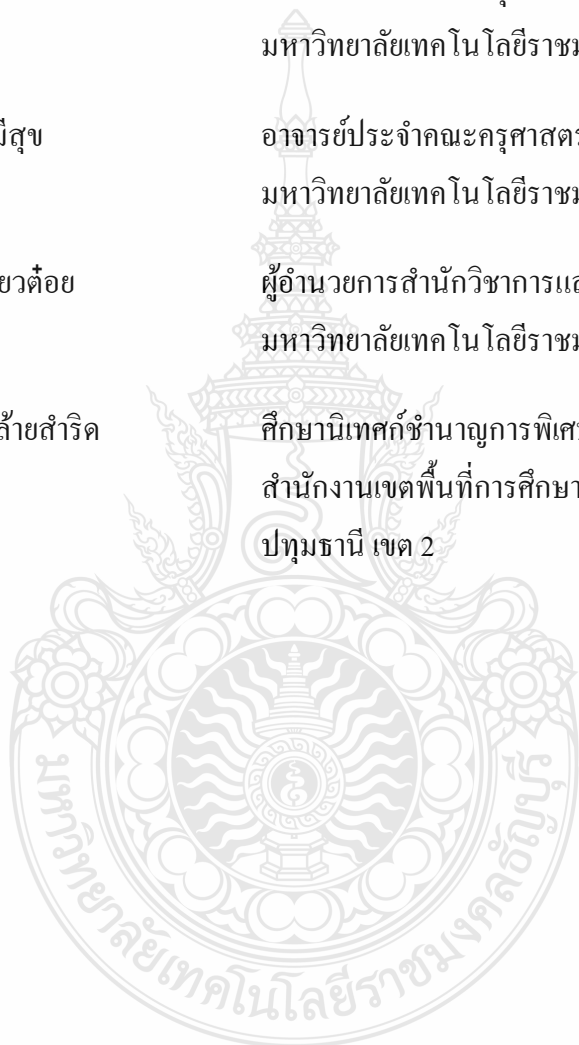 มหาวิทยาลัยเทคโนโลยีราชม
มีสุข อาจารย์ประจำคณะครุศาสตร
มหาวิทยาลัยเทคโนโลยีราชม
ยวต๋อย ผู้อำนวยการสำนักวิชาการแล
มหาวิทยาลัยเทคโนโลยีราชม
ล้ายสำริด ศึกษานิเทศก์ชำนาญการพิเศษ
สำนักงานเขตพื้นที่การศึกษา
ปทุมธานี เขต 2
มหาวิทยาลัยเทคโนโลยีราชมงคลธัญบุรี